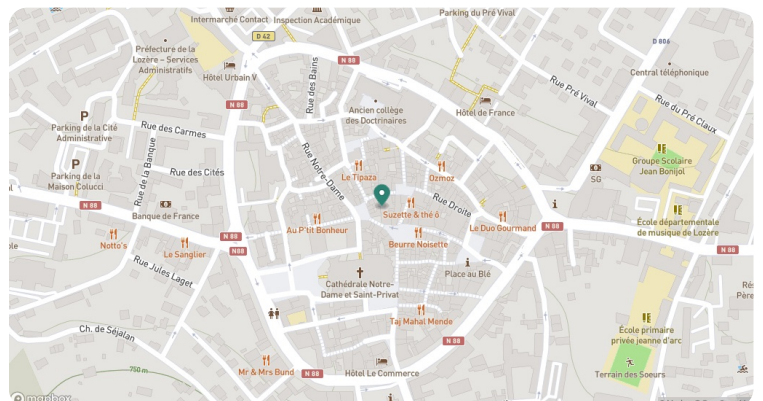 Parking du Pré Vival
Intermarché Contact
Inspection Académique
D 42
D 806
Préfecture de la
Lozère – Services
Administratifs
N 88
Hôtel Urbain V
Central téléphonique
Rue des Bains
Rue Pré Vival
N 88
Ancien collège
des Doctrinaires
Hôtel de France
Rue du Pré Claux
P
Parking de la Cité
Administrative
Rue des Carmes
Rue de la Banque
Rue Notre-Dame
Groupe Scolaire
Jean Bonijol
P
Parking de la
Maison Colucci
Rue des Cités
Le Tipaza
Ozmoz
SG
Rue Droite
N 88
Banque de France
Suzette & thé ô
Au P'tit Bonheur
Le Duo Gourmand
École départementale
de musique de Lozère
N 88
N 88
N88
Notto's
Le Sanglier
Beurre Noisette
N 88
Rue Jules Laget
Place au Blé
Cathédrale Notre-
Dame et Saint-Privat
Rés
Père
Ch. de Séjalan
Taj Mahal Mende
École primaire
privée jeanne d'arc
N 88
750 m
Mr & Mrs Bund
N 88
Hôtel Le Commerce
Terrain des Soeurs
mapbox